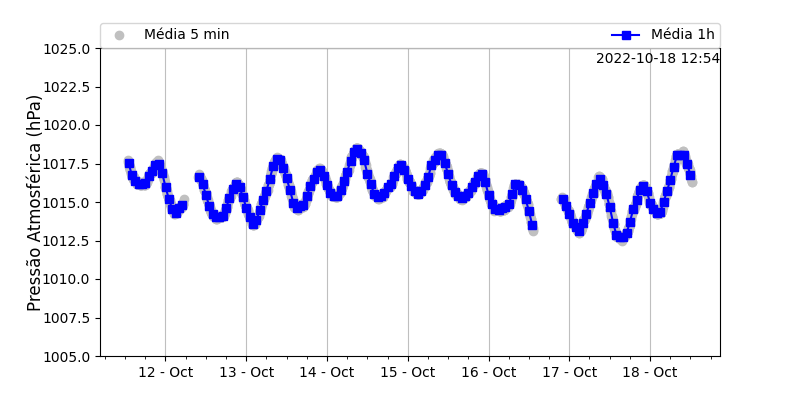 Média 5 min
Média 1h
2022-10-18 12:54
Pressão Atmosférica (hPa)
1025.0
1022.5
1020.0
1017.5
1015.0
1012.5
1010.0
1007.5
1005.0
12 - Oct
13 - Oct
14 - Oct
15 - Oct
16 - Oct
17 - Oct
18 - Oct